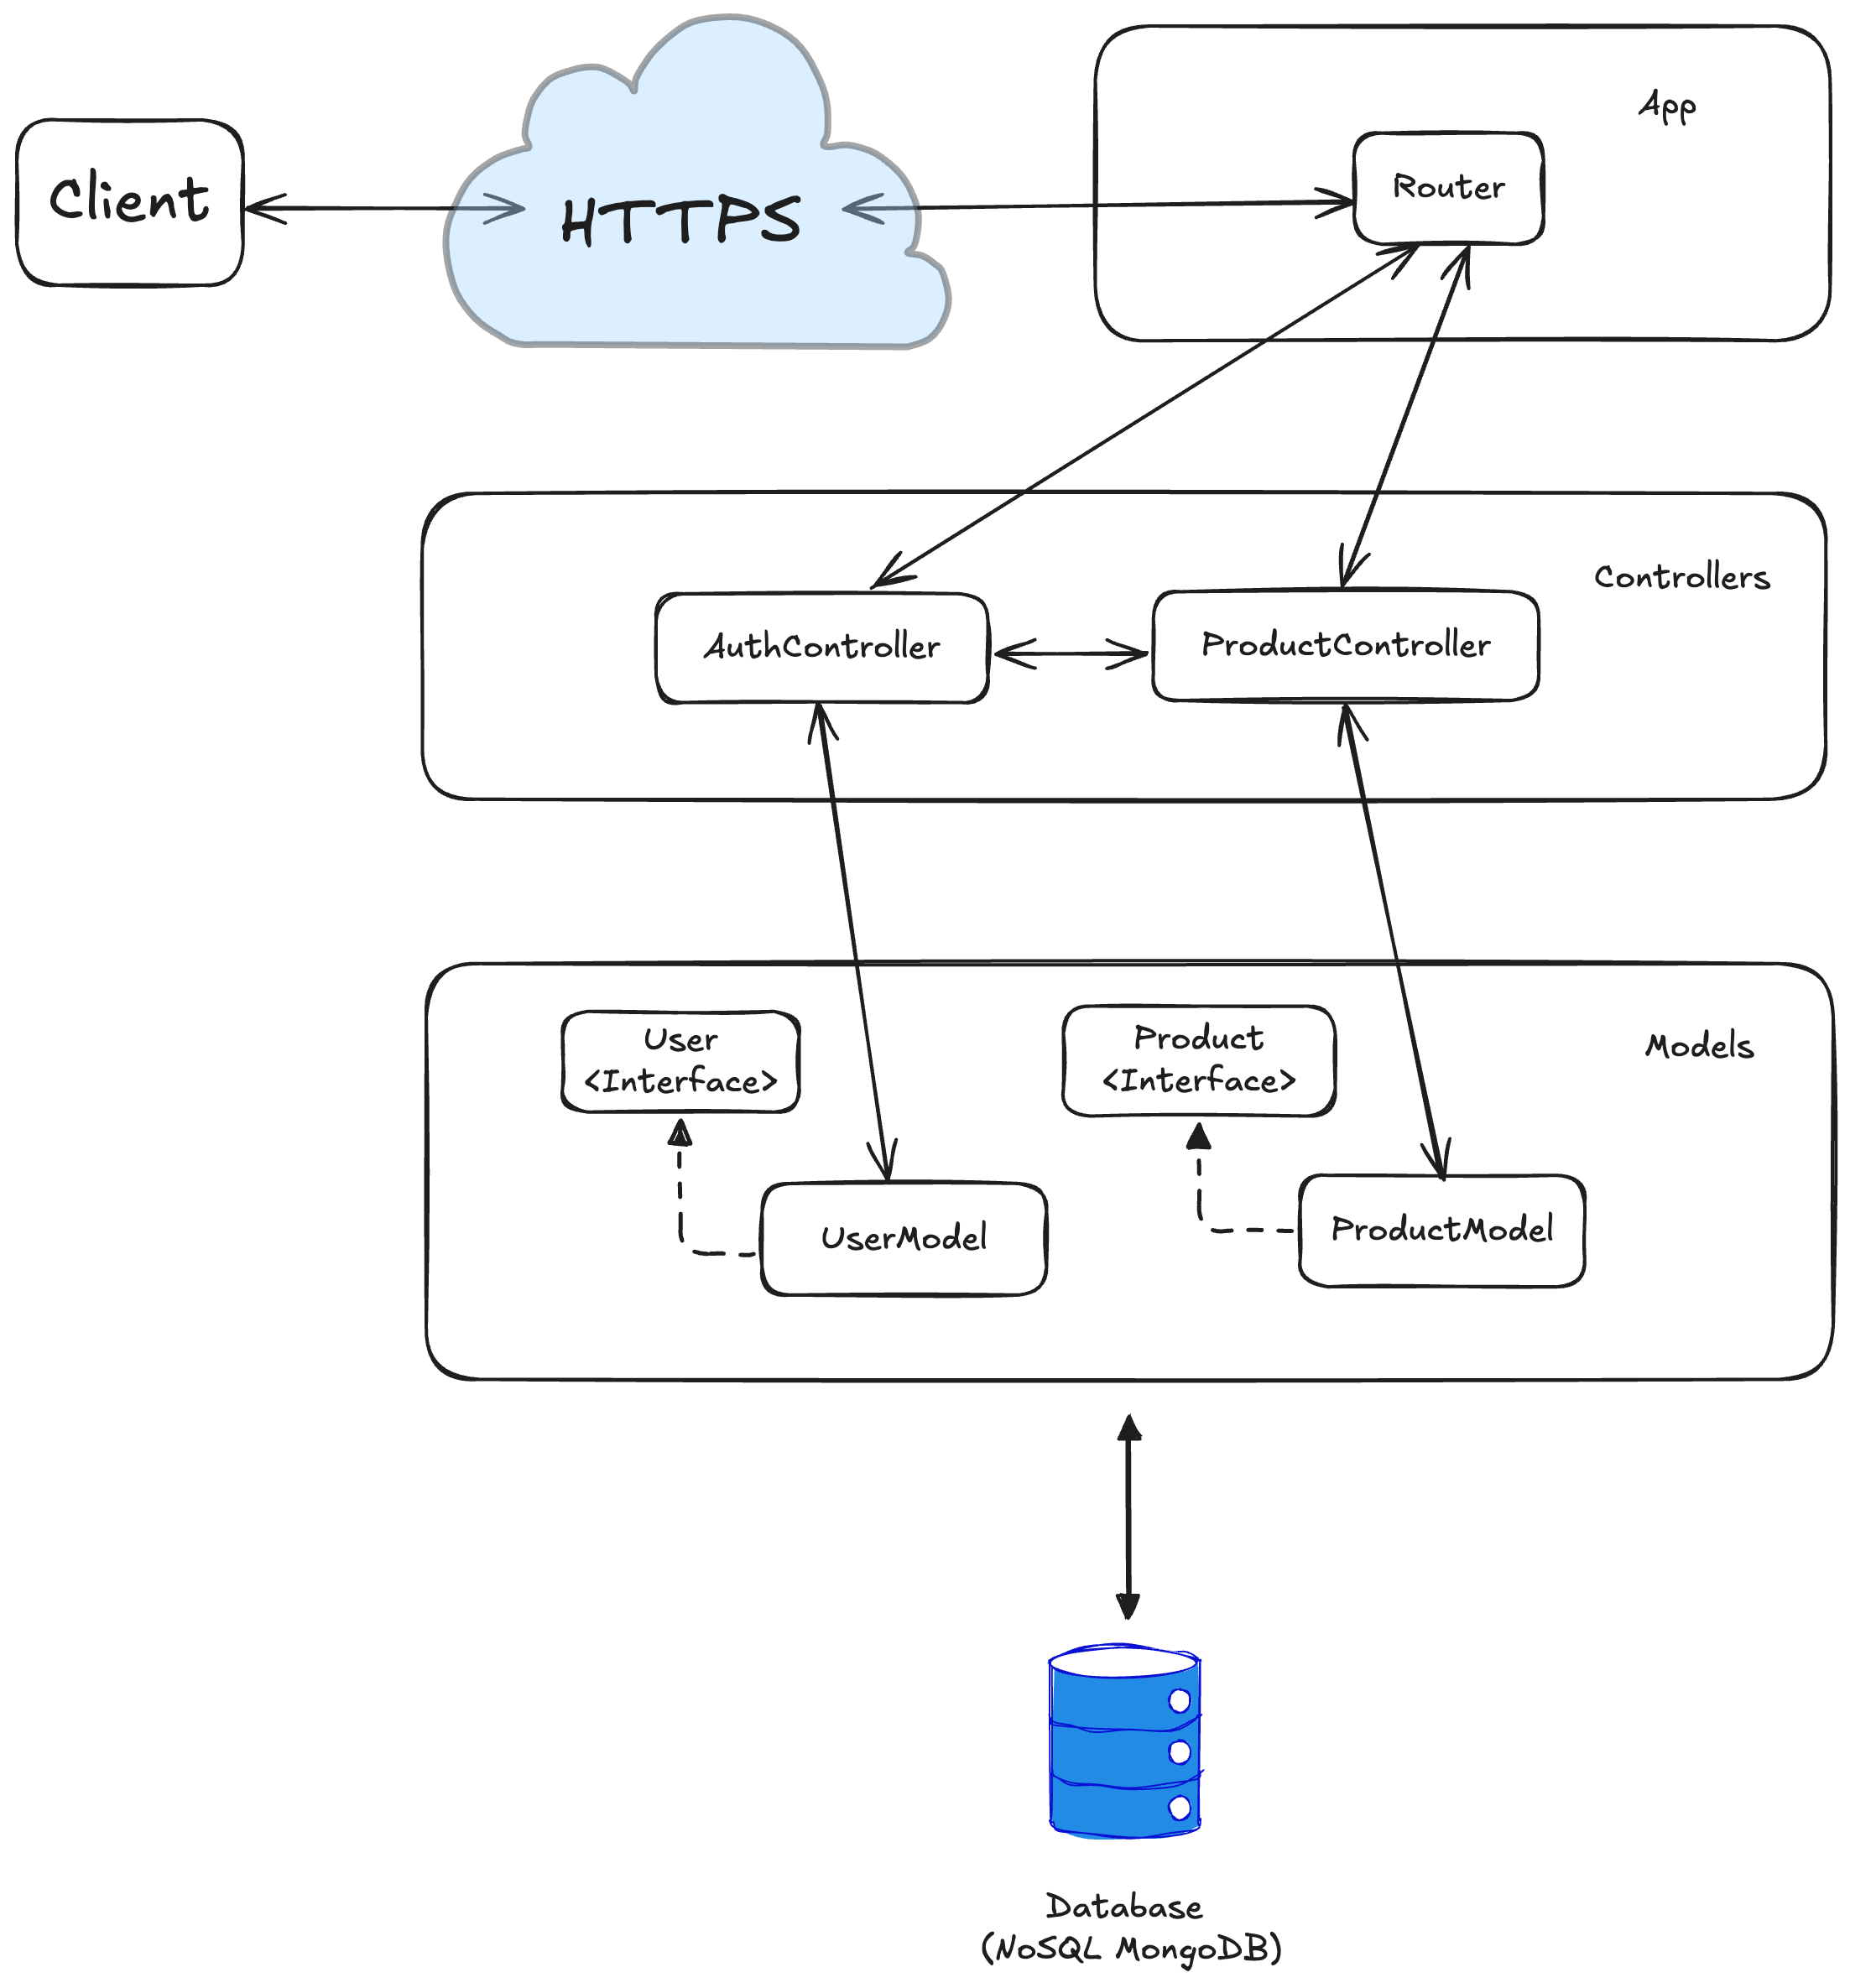 Client
HTTPS
App
Router
Controllers
AuthController
ProductController
User
<Interface>
Product
<Interface>
Models
UserModel
ProductModel
Database
(NoSQL MongoDB)